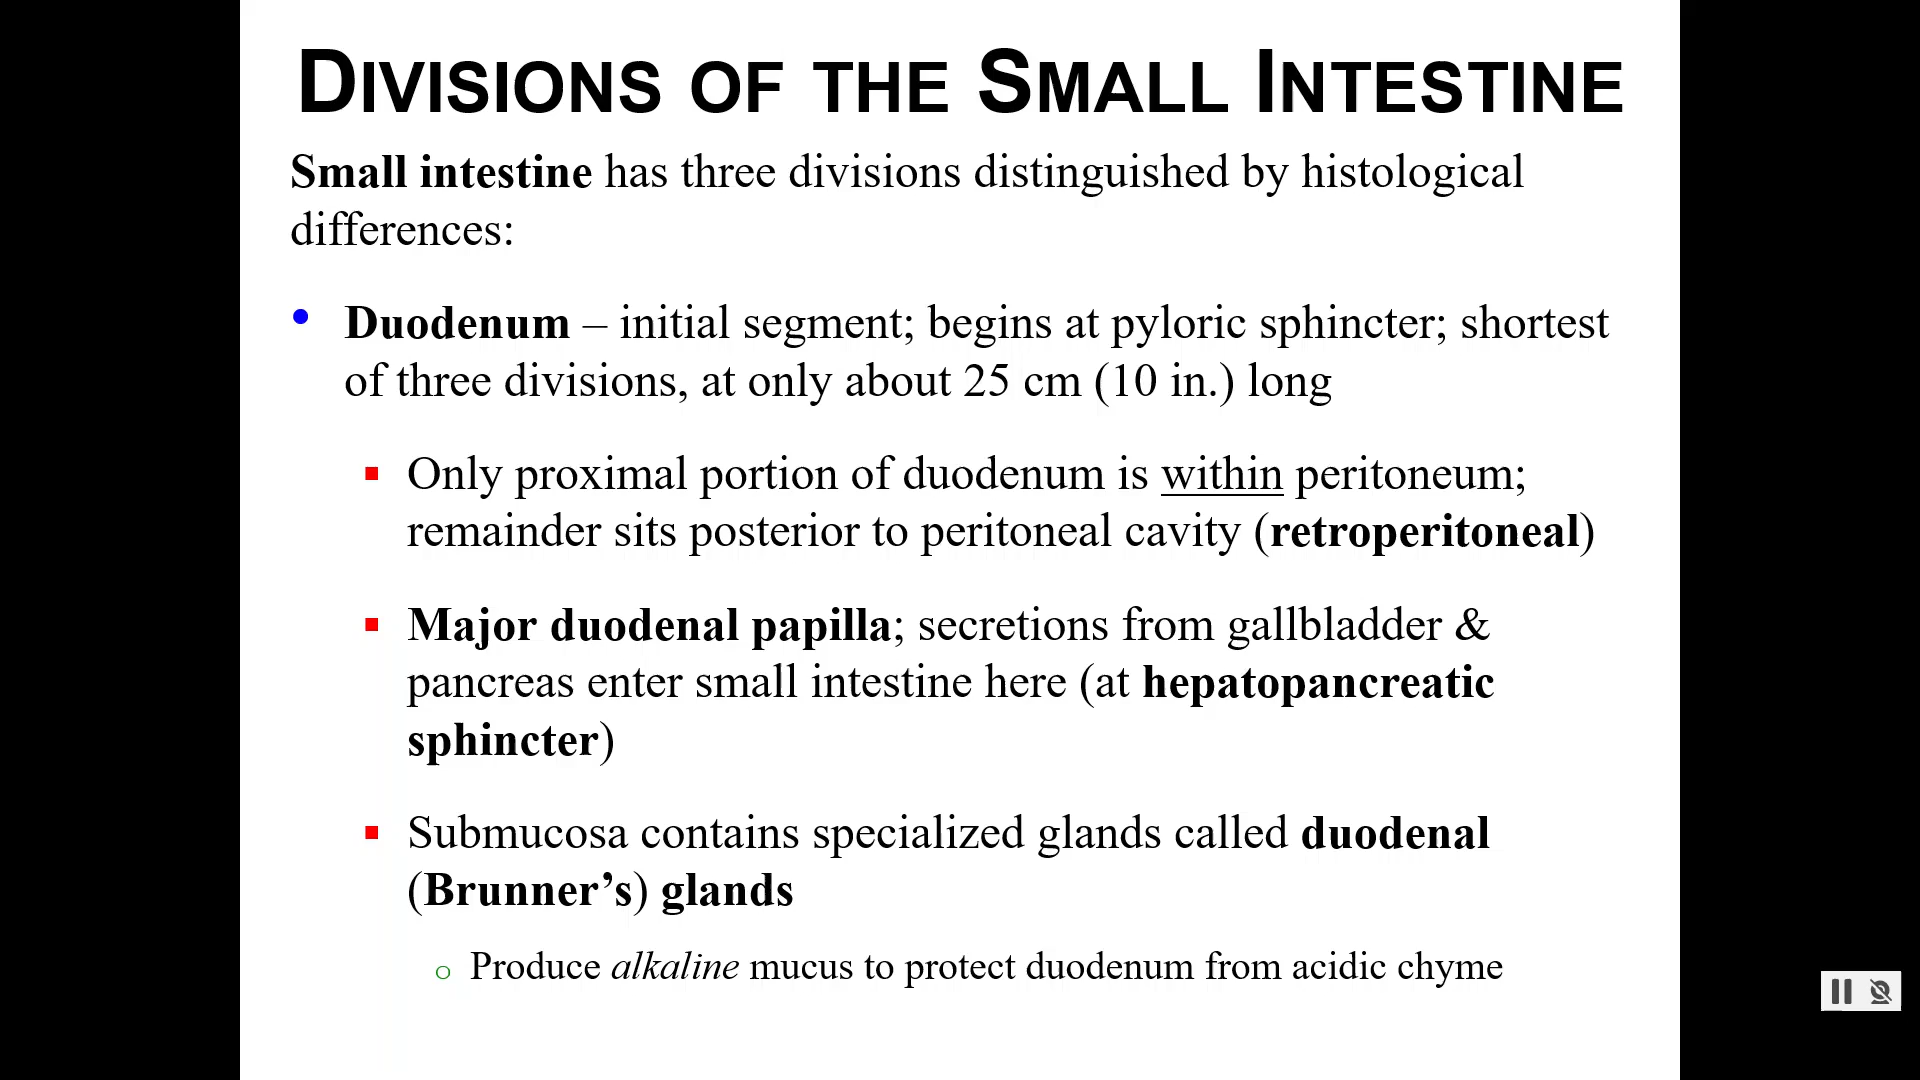 DIVISIONS OF THE SMALL INTESTINE
Small intestine has three divisions distinguished by histological
differences:
• Duodenum – initial segment; begins at pyloric sphincter; shortest
of three divisions, at only about 25 cm (10 in.) long
▪ Only proximal portion of duodenum is within peritoneum;
remainder sits posterior to peritoneal cavity (retroperitoneal)
▪ Major duodenal papilla; secretions from gallbladder &
pancreas enter small intestine here (at hepatopancreatic
sphincter)
▪ Submucosa contains specialized glands called duodenal
(Brunner’s) glands
o Produce alkaline mucus to protect duodenum from acidic chyme